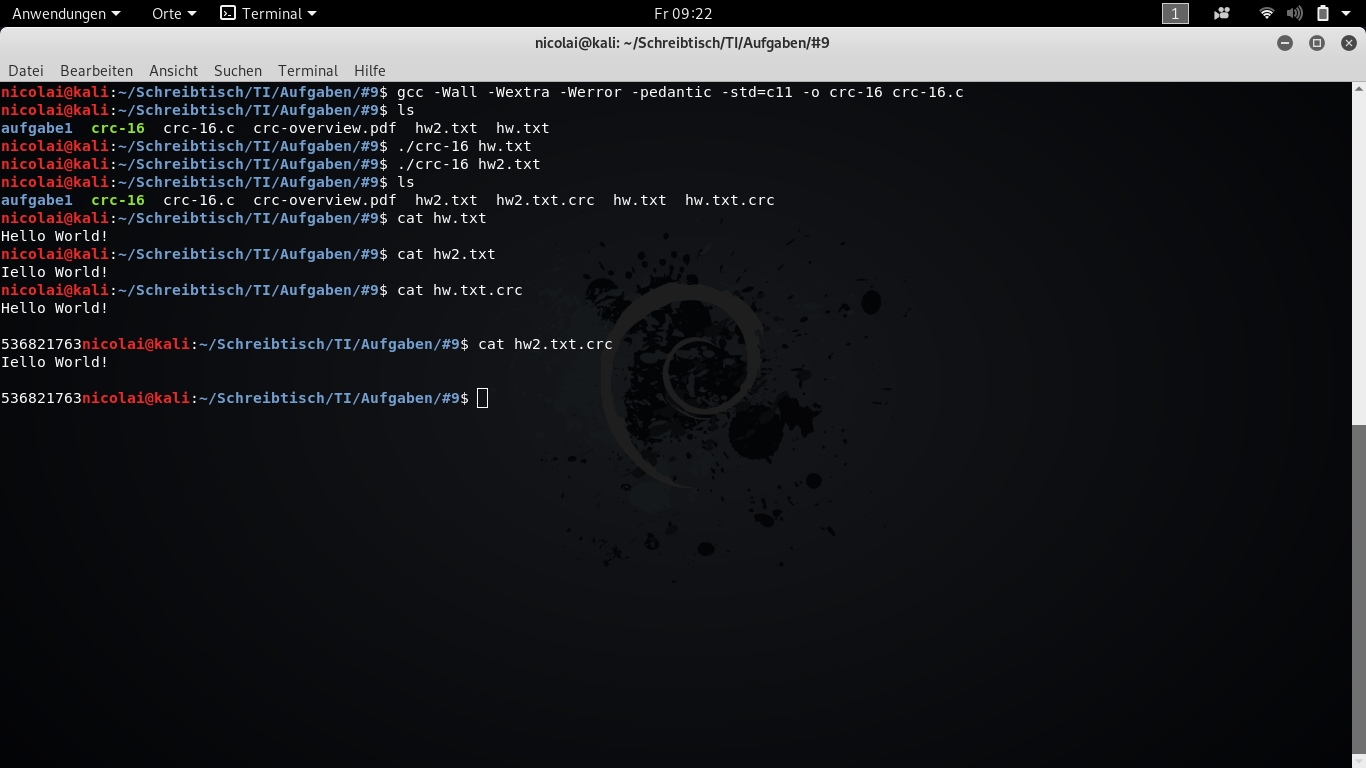 Anwendungen Orte Terminal Fr 09:22 1
nicolai@kali: ~/Schreibtisch/TI/Aufgaben/#9
Datei Bearbeiten Ansicht Suchen Terminal Hilfe
nicolai@kali:~/Schreibtisch/TI/Aufgaben/#9$ gcc -Wall -Wextra -Werror -pedantic -std=c11 -o crc-16 crc-16.c
nicolai@kali:~/Schreibtisch/TI/Aufgaben/#9$ ls
aufgabe1  crc-16  crc-16.c  crc-overview.pdf  hw2.txt  hw.txt
nicolai@kali:~/Schreibtisch/TI/Aufgaben/#9$ ./crc-16 hw.txt
nicolai@kali:~/Schreibtisch/TI/Aufgaben/#9$ ./crc-16 hw2.txt
nicolai@kali:~/Schreibtisch/TI/Aufgaben/#9$ ls
aufgabe1  crc-16  crc-16.c  crc-overview.pdf  hw2.txt  hw2.txt.crc  hw.txt  hw.txt.crc
nicolai@kali:~/Schreibtisch/TI/Aufgaben/#9$ cat hw.txt
Hello World!
nicolai@kali:~/Schreibtisch/TI/Aufgaben/#9$ cat hw2.txt
Iello World!
nicolai@kali:~/Schreibtisch/TI/Aufgaben/#9$ cat hw.txt.crc
Hello World!
536821763nicolai@kali:~/Schreibtisch/TI/Aufgaben/#9$ cat hw2.txt.crc
Iello World!
536821763nicolai@kali:~/Schreibtisch/TI/Aufgaben/#9$